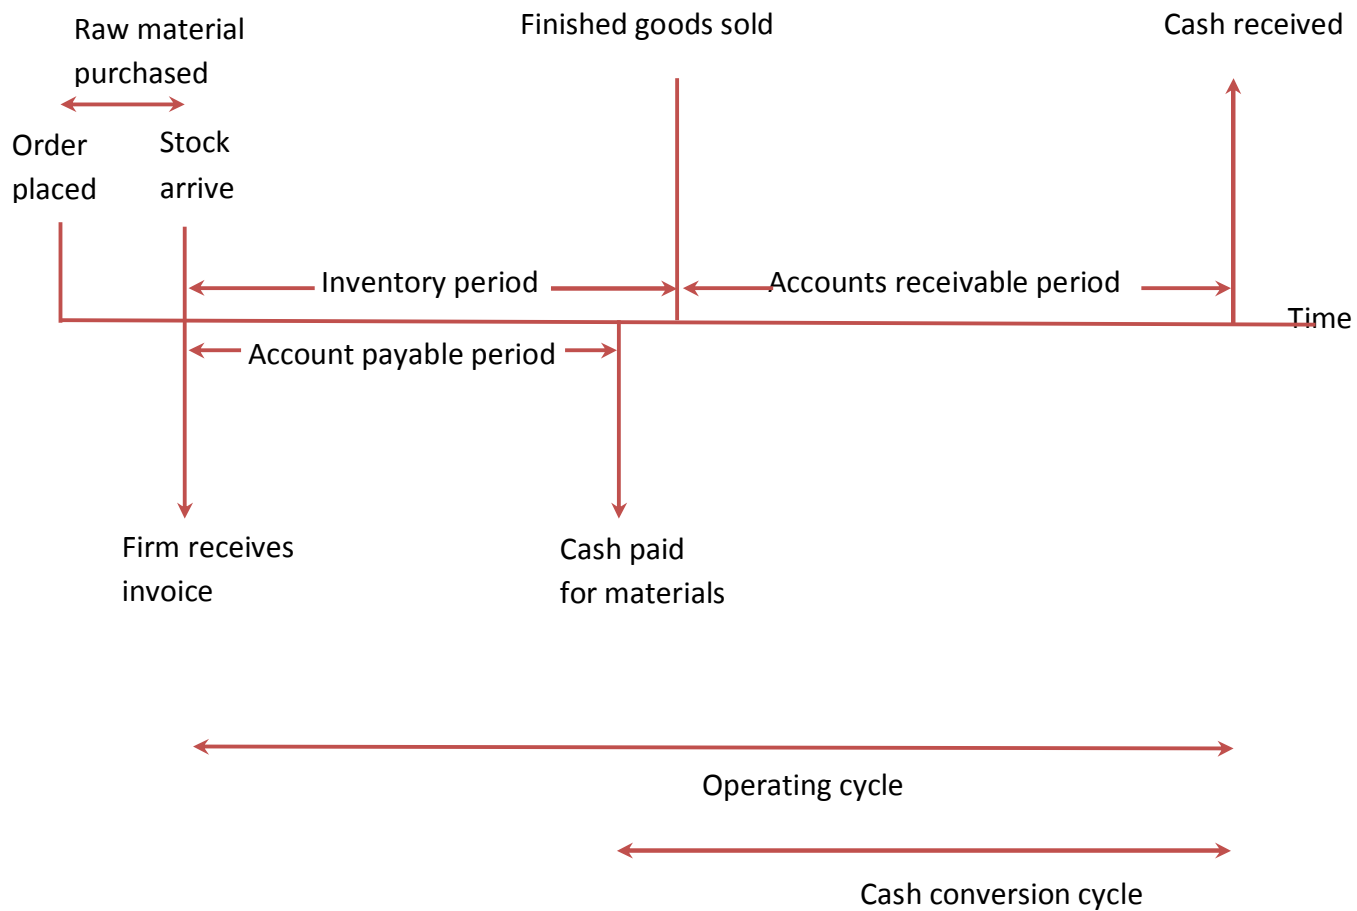 Raw material
purchased
Finished goods sold
Cash received
Order
placed
Stock
arrive
Inventory period
Accounts receivable period
Time
Account payable period
Firm receives
invoice
Cash paid
for materials
Operating cycle
Cash conversion cycle